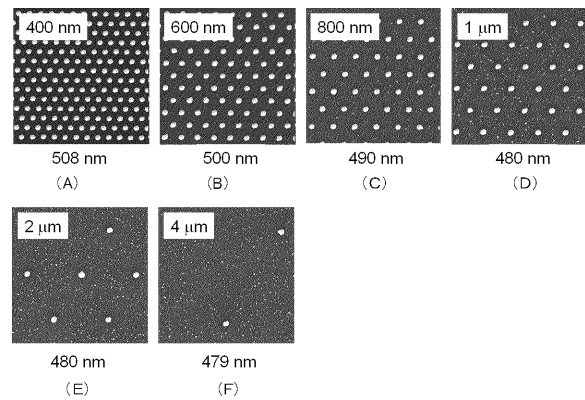 400 nm
600 nm
800 nm
1 μm
508 nm
500 nm
490 nm
480 nm
(A)
(B)
(C)
(D)
2 μm
4 μm
480 nm
479 nm
(E)
(F)